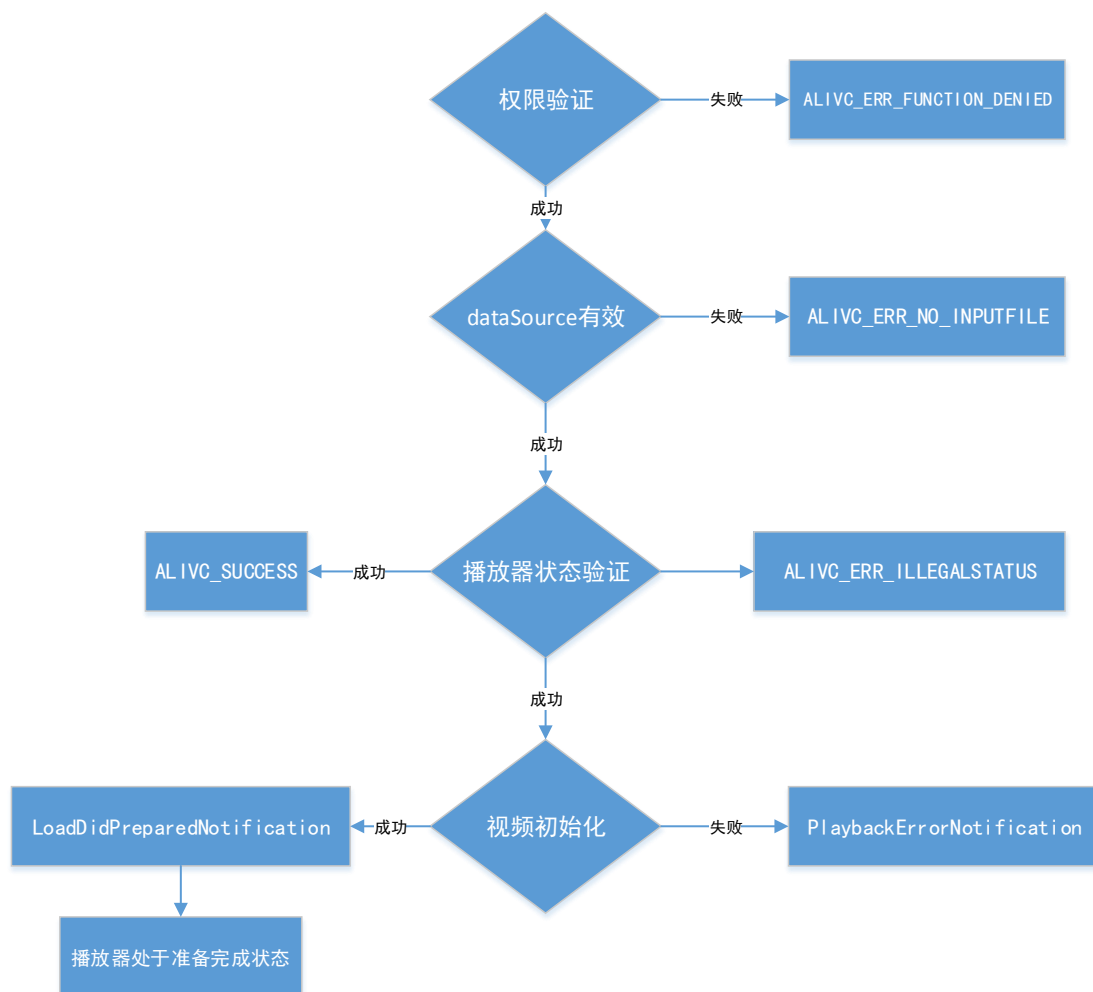 权限验证
失败
ALIVC_ERR_FUNCTION_DENIED
成功
dataSource有效
失败
ALIVC_ERR_NO_INPUTFILE
成功
ALIVC_SUCCESS
成功
播放器状态验证
ALIVC_ERR_ILLEGALSTATUS
成功
LoadDidPreparedNotification
成功
视频初始化
失败
PlaybackErrorNotification
播放器处于准备完成状态